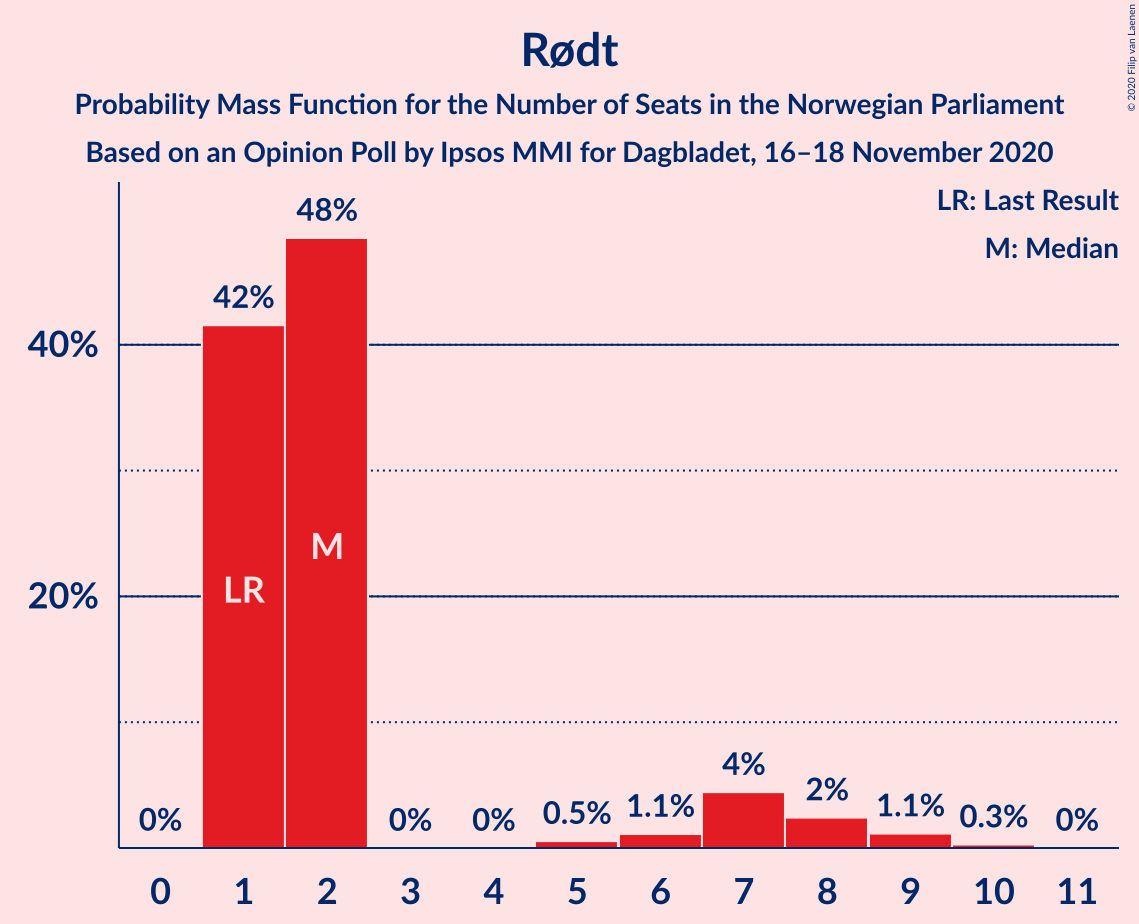 Rødt
Probability Mass Function for the Number of Seats in the Norwegian Parliament
Based on an Opinion Poll by Ipsos MMI for Dagbladet, 16–18 November 2020
© 2020 Filip van Laenen
LR: Last Result
M: Median
48%
42%
40%
M
LR
20%
4%
2%
0% 0% 0% 0.5% 1.1% 1.1% 0.3% 0%
0 1 2 3 4 5 6 7 8 9 10 11